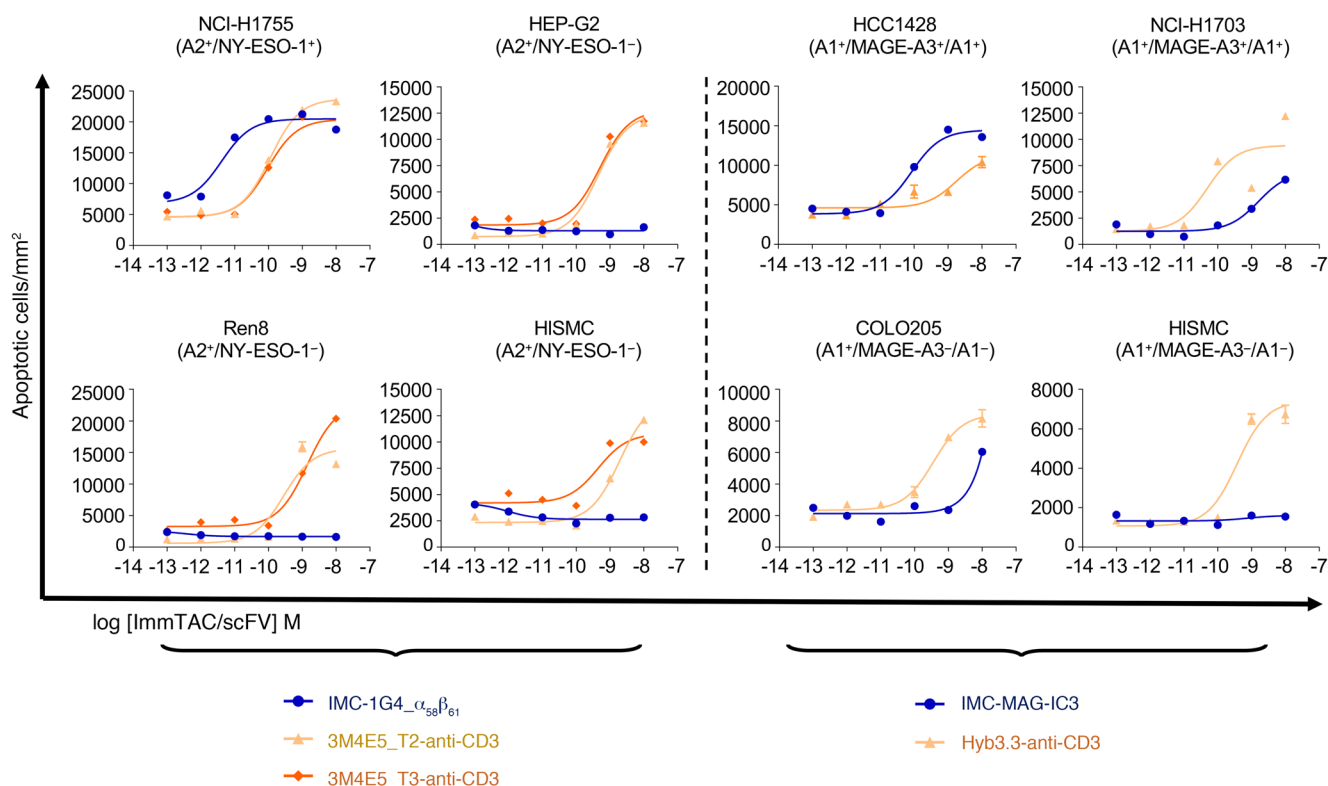 NCI-H1755
(A2⁺/NY-ESO-1⁺)
HEP-G2
(A2⁺/NY-ESO-1⁻)
HCC1428
(A1⁺/MAGE-A3⁺/A1⁺)
NCI-H1703
(A1⁺/MAGE-A3⁺/A1⁺)
25000
20000
15000
10000
5000
0
-14 -13 -12 -11 -10 -9 -8 -7
15000
12500
10000
7500
5000
2500
0
-14 -13 -12 -11 -10 -9 -8 -7
20000
15000
10000
5000
0
-14 -13 -12 -11 -10 -9 -8 -7
15000
12500
10000
7500
5000
2500
0
-14 -13 -12 -11 -10 -9 -8 -7
Apoptotic cells/mm²
Ren8
(A2⁺/NY-ESO-1⁻)
HISMC
(A2⁺/NY-ESO-1⁻)
COLO205
(A1⁺/MAGE-A3⁻/A1⁻)
HISMC
(A1⁺/MAGE-A3⁻/A1⁻)
25000
20000
15000
10000
5000
0
-14 -13 -12 -11 -10 -9 -8 -7
15000
12500
10000
7500
5000
2500
0
-14 -13 -12 -11 -10 -9 -8 -7
10000
8000
6000
4000
2000
0
-14 -13 -12 -11 -10 -9 -8 -7
8000
6000
4000
2000
0
-14 -13 -12 -11 -10 -9 -8 -7
log [ImmTAC/scFV] M
IMC-1G4_α₅₈β₆₁
3M4E5_T2-anti-CD3
3M4E5 T3-anti-CD3
IMC-MAG-IC3
Hyb3.3-anti-CD3